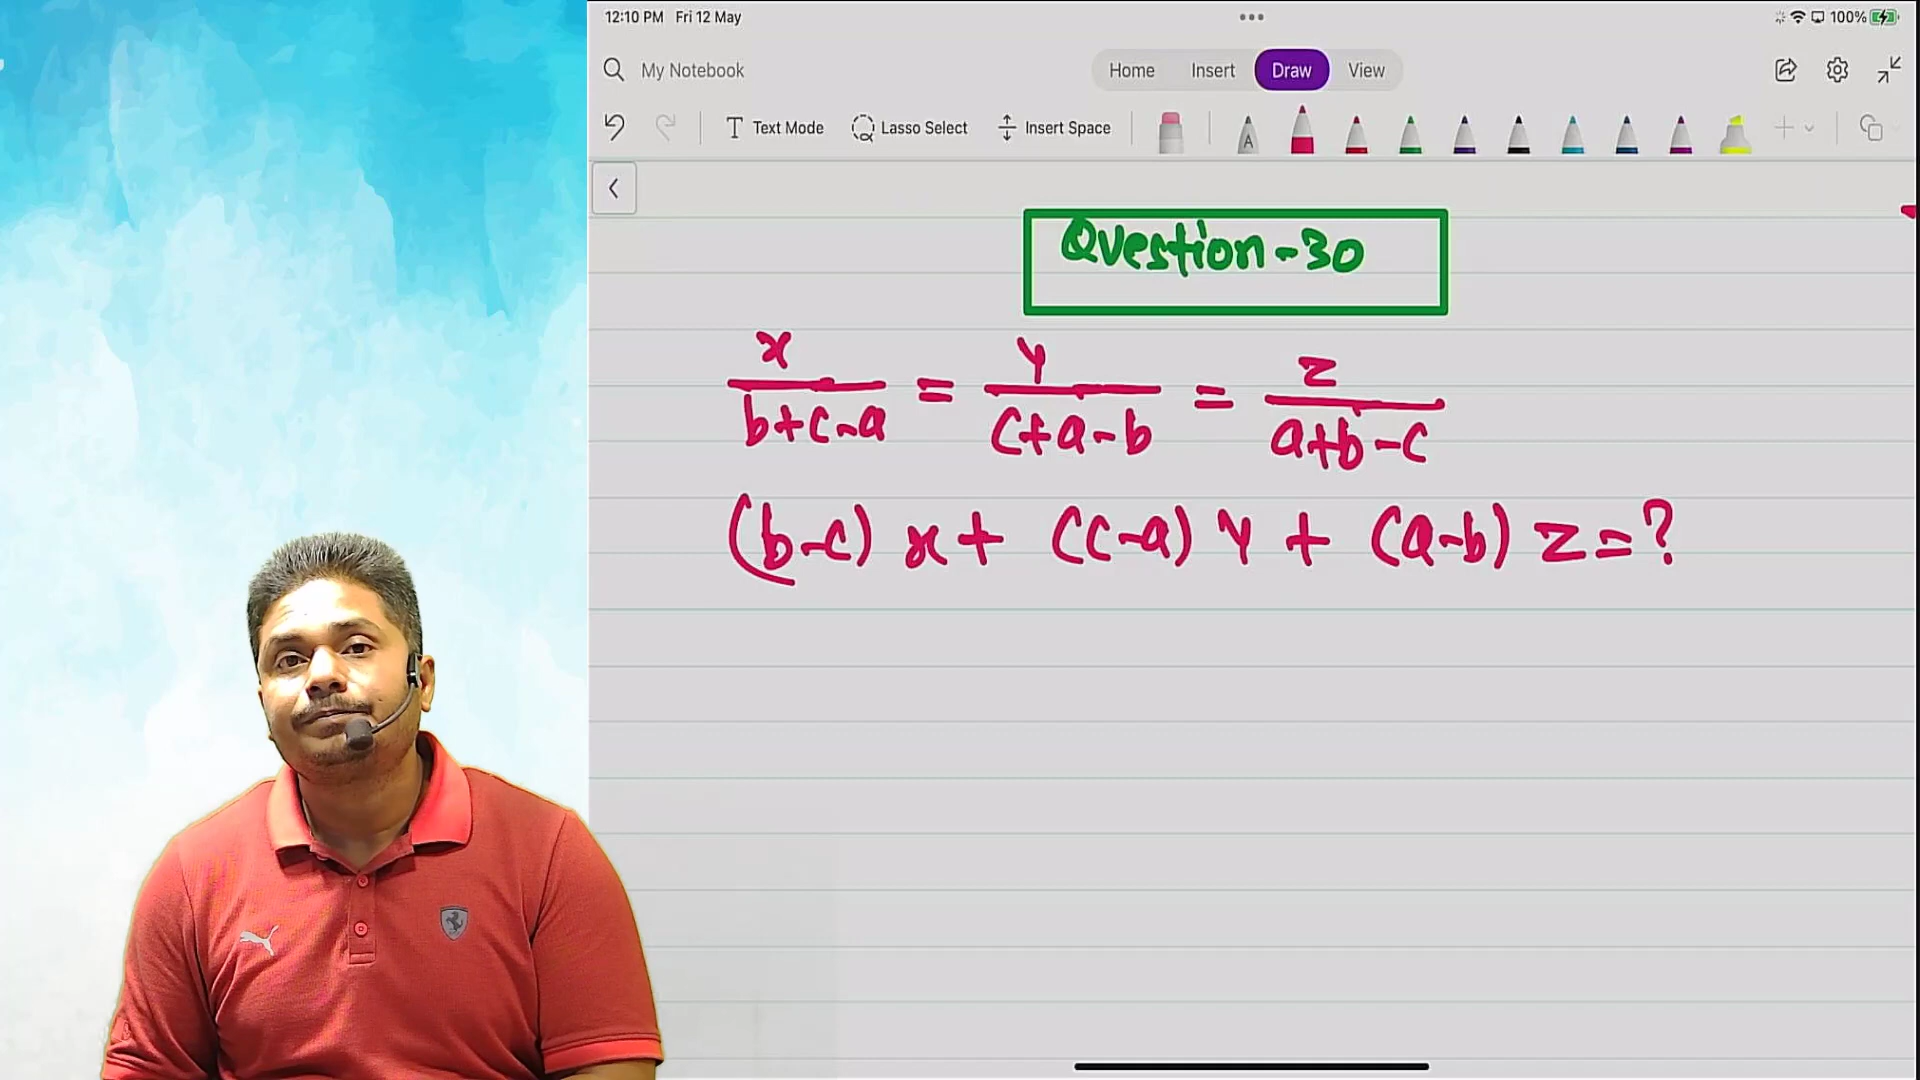 12:10 PM Fri 12 May
100%
My Notebook
Home Insert Draw View
T Text Mode Lasso Select Insert Space
A
Question-30
x/(b+c-a) = y/(c+a-b) = z/(a+b-c)
(b-c) x + (c-a) y + (a-b) z = ?